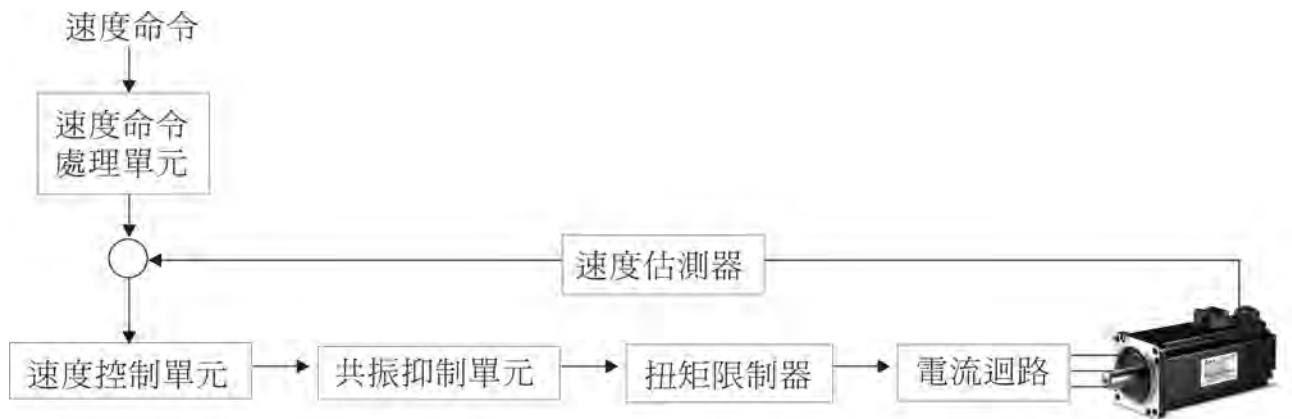 速度命令
速度命令
處理單元
速度估測器
速度控制單元
共振抑制單元
扭矩限制器
電流迴路